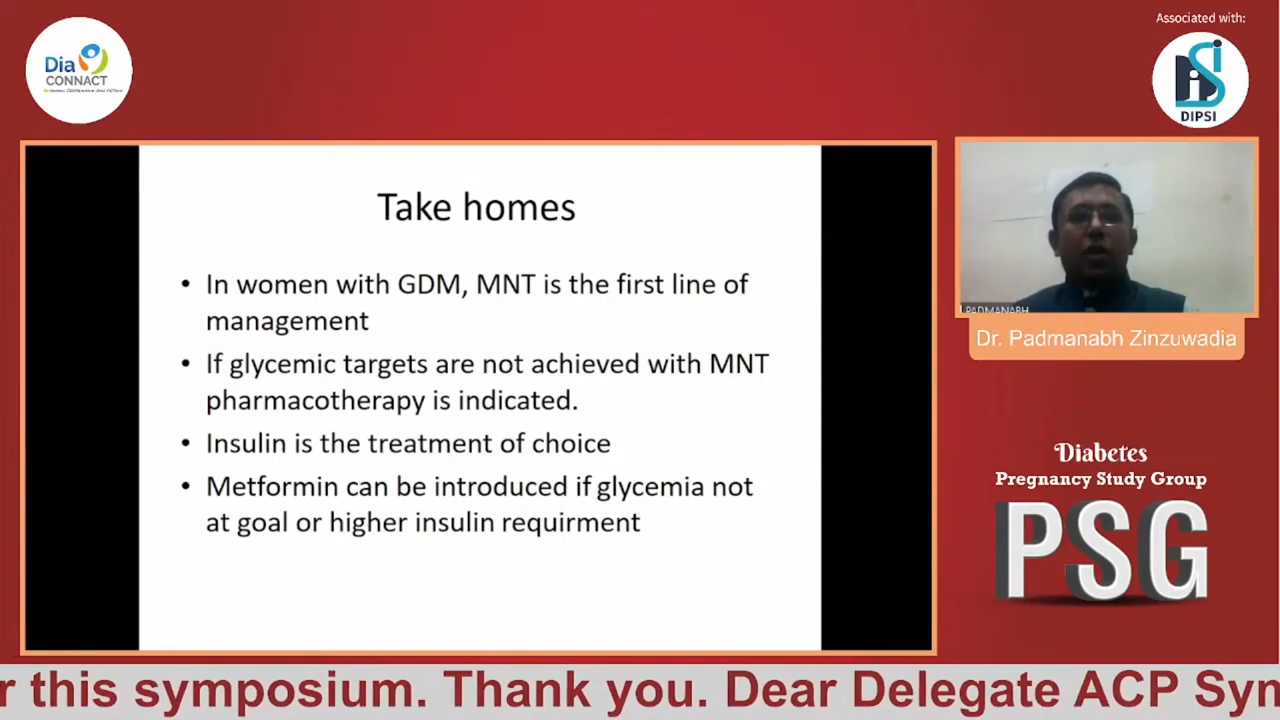 Associated with:
Dia
CONNACT
DIPSI
Take homes
• In women with GDM, MNT is the first line of
management
• If glycemic targets are not achieved with MNT
pharmacotherapy is indicated.
• Insulin is the treatment of choice
• Metformin can be introduced if glycemia not
at goal or higher insulin requirment
PADMANABH
Dr. Padmanabh Zinzuwadia
Diabetes
Pregnancy Study Group
PSG
r this symposium. Thank you. Dear Delegate ACP Syn